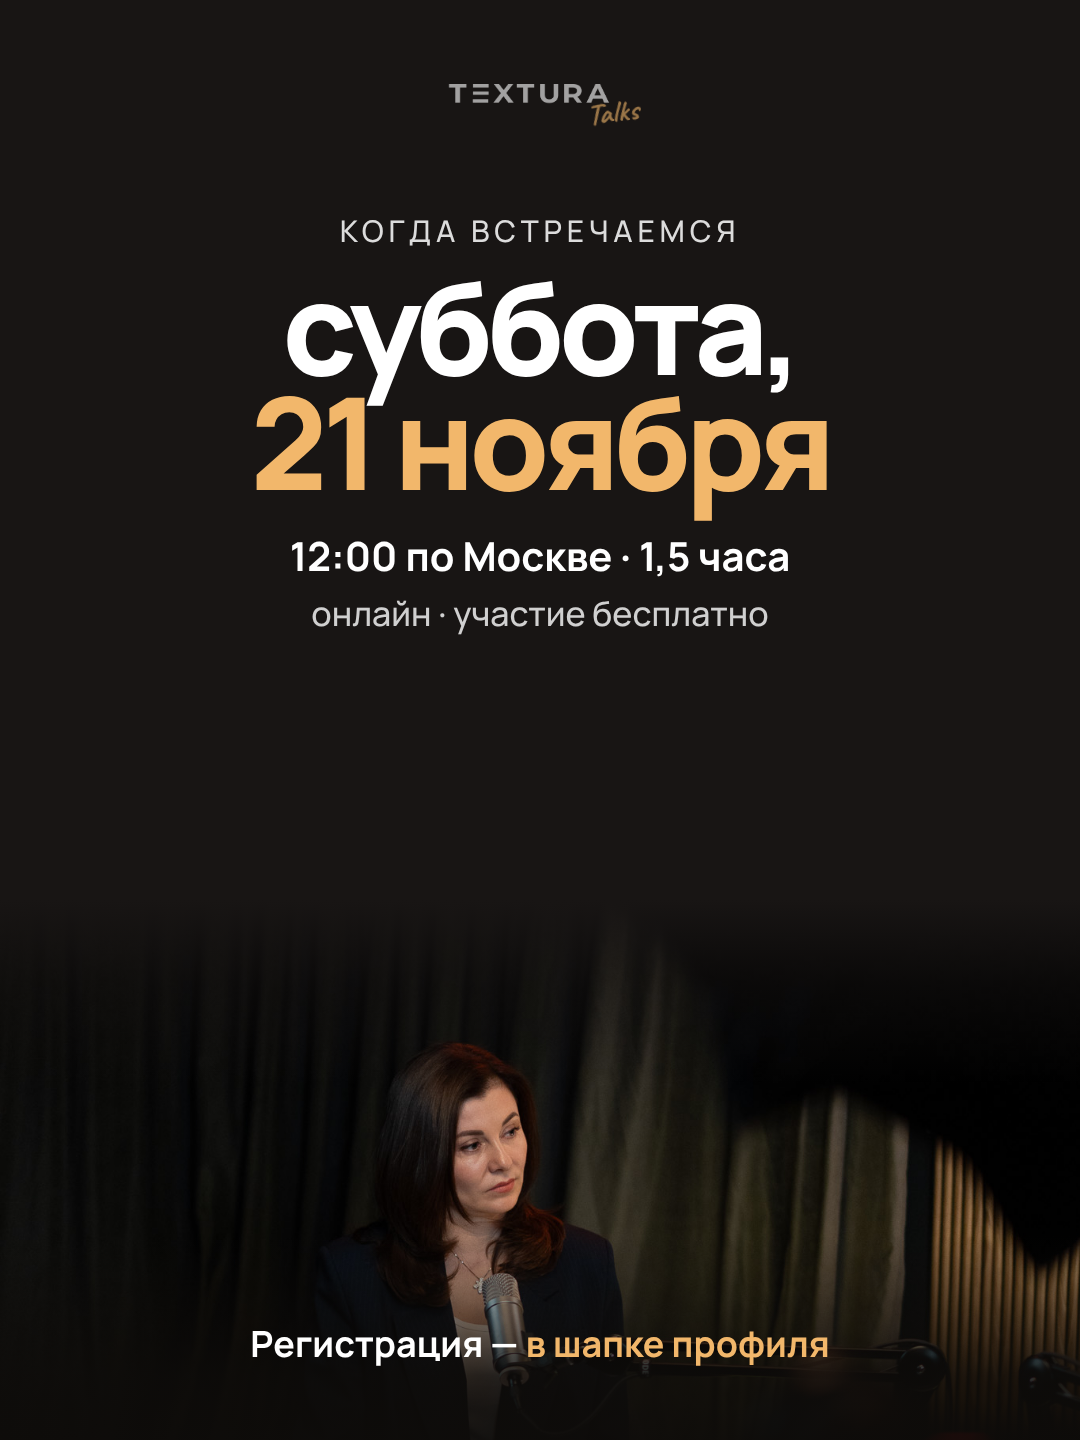 TEXTURA
Talks
КОГДА ВСТРЕЧАЕМСЯ
суббота,
21 ноября
12:00 по Москве · 1,5 часа
онлайн · участие бесплатно
Регистрация — в шапке профиля